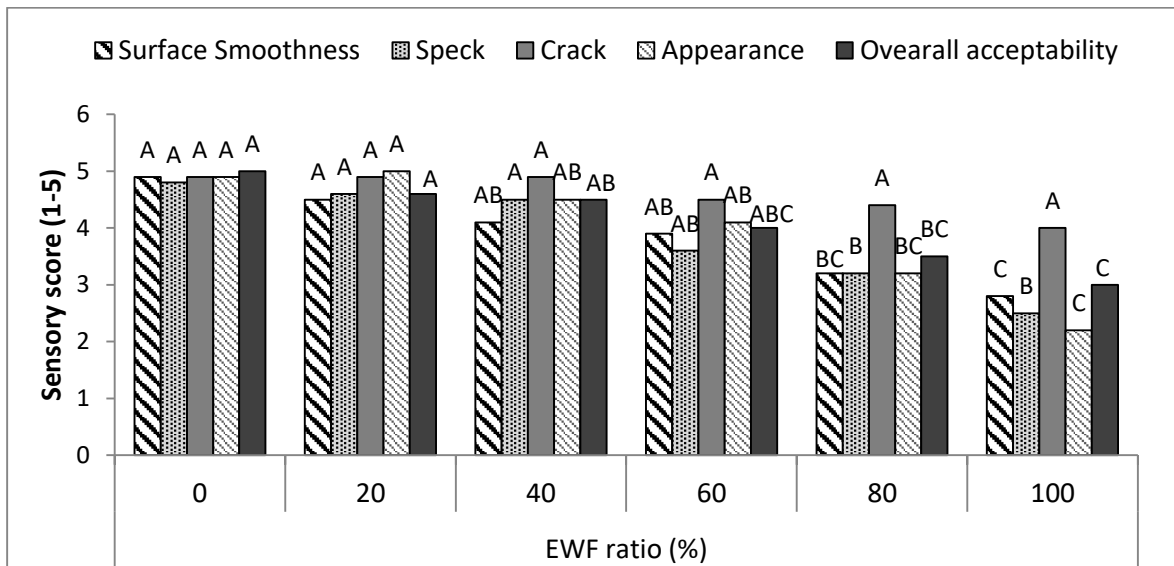 Surface Smoothness Speck Crack Appearance Ovearall acceptability
Sensory score (1-5)
6
5
4
3
2
1
0
A A A A A
A A A A A
AB A A AB AB
AB AB A AB ABC
BC B A BC BC
C B A C C
0 20 40 60 80 100
EWF ratio (%)